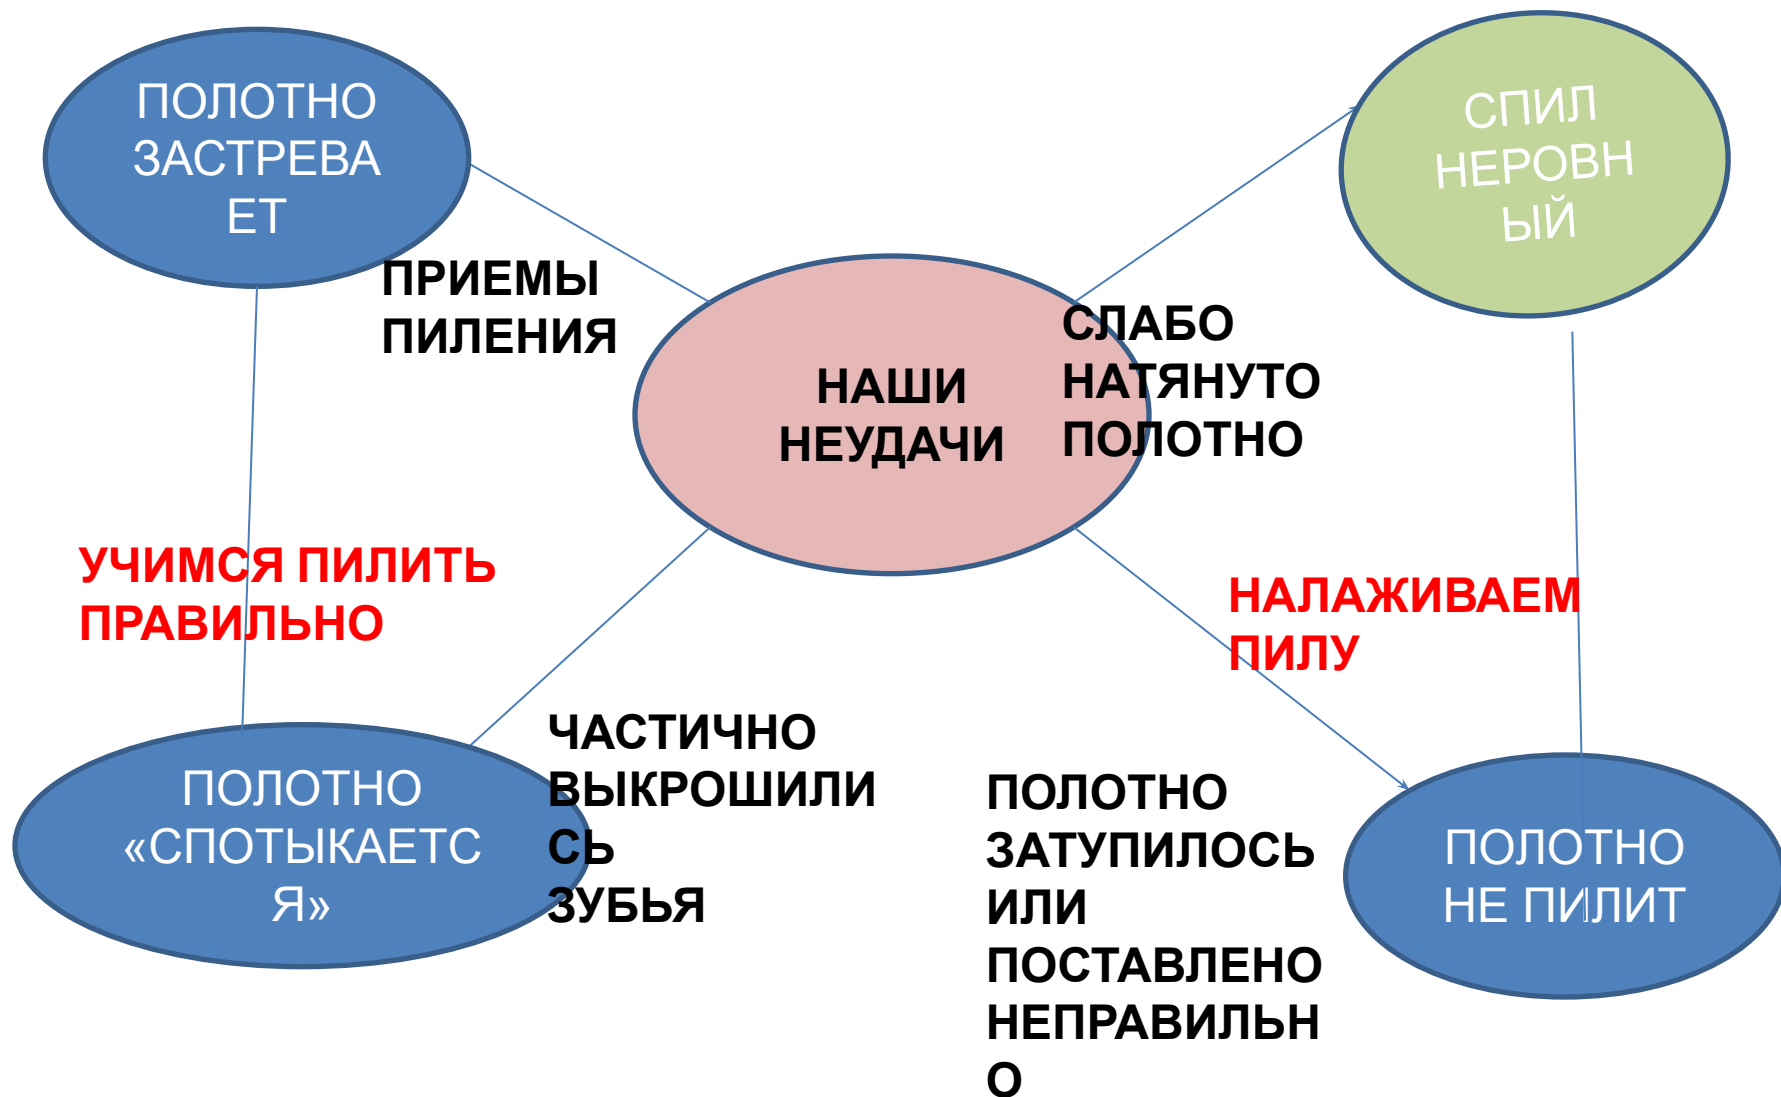 ПОЛОТНО
ЗАСТРЕВА
ЕТ
СПИЛ
НЕРОВН
ЫЙ
ПРИЕМЫ
ПИЛЕНИЯ
НАШИ
НЕУДАЧИ
СЛАБО
НАТЯНУТО
ПОЛОТНО
УЧИМСЯ ПИЛИТЬ
ПРАВИЛЬНО
НАЛАЖИВАЕМ
ПИЛУ
ПОЛОТНО
«СПОТЫКАЕТС
Я»
ЧАСТИЧНО
ВЫКРОШИЛИ
СЬ
ЗУБЬЯ
ПОЛОТНО
ЗАТУПИЛОСЬ
ИЛИ
ПОСТАВЛЕНО
НЕПРАВИЛЬН
О
ПОЛОТНО
НЕ ПИЛИТ